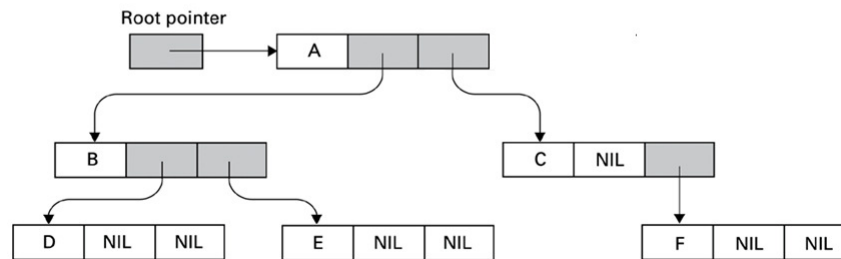 Root pointer
A
B
C NIL
D NIL NIL
E NIL NIL
F NIL NIL